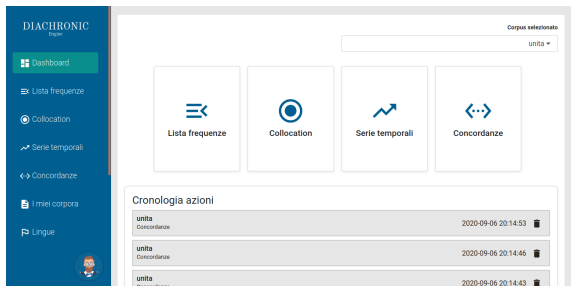 DIACHRONIC
Engine
Dashboard
Lista frequenze
Collocation
Serie temporali
Concordanze
I miei corpora
Lingue
Corpus selezionato
unita
Lista frequenze
Collocation
Serie temporali
Concordanze
Cronologia azioni
unita
Concordanze
2020-09-06 20:14:53
unita
Concordanze
2020-09-06 20:14:46
unita
Concordanze
2020-09-06 20:14:43